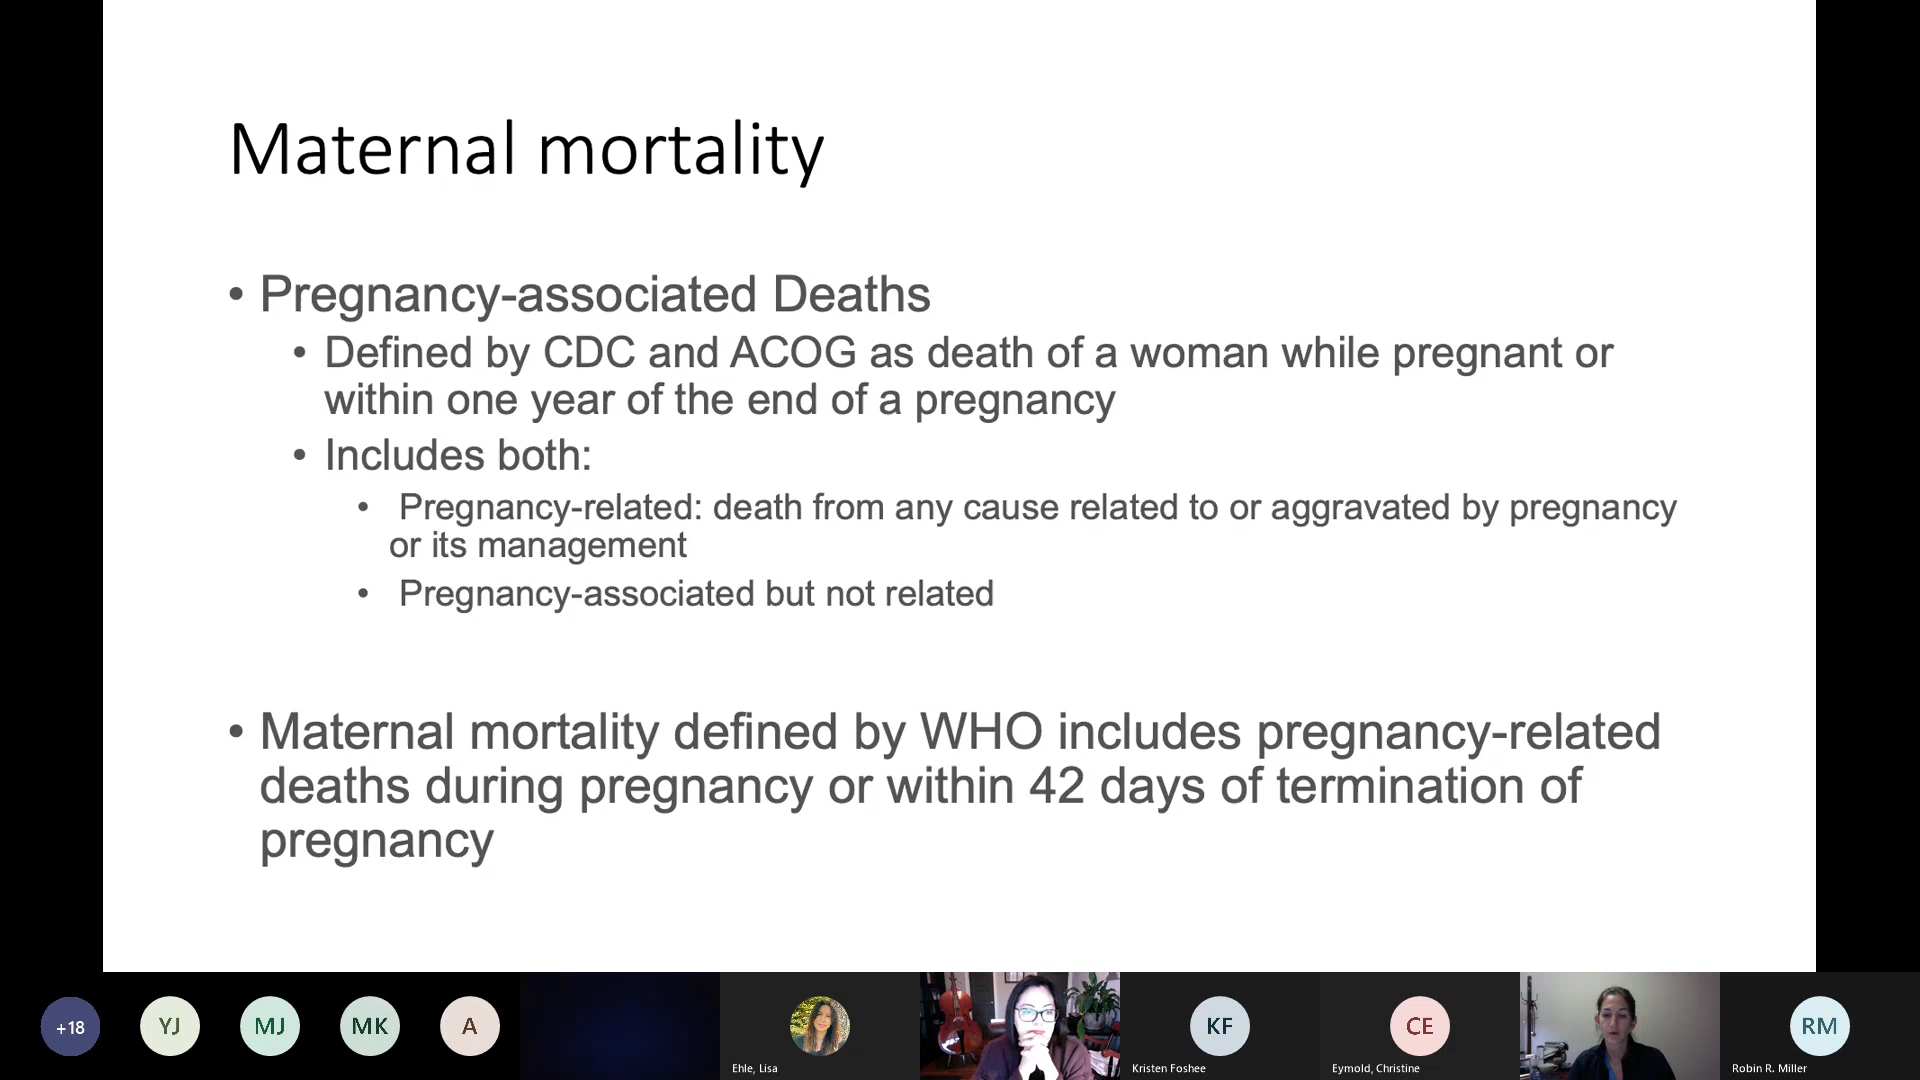 Maternal mortality
• Pregnancy-associated Deaths
• Defined by CDC and ACOG as death of a woman while pregnant or
within one year of the end of a pregnancy
• Includes both:
• Pregnancy-related: death from any cause related to or aggravated by pregnancy
or its management
• Pregnancy-associated but not related
• Maternal mortality defined by WHO includes pregnancy-related
deaths during pregnancy or within 42 days of termination of
pregnancy
+18
YJ
MJ
MK
A
Ehle, Lisa
KF
Kristen Foshee
CE
Eymold, Christine
RM
Robin R. Miller